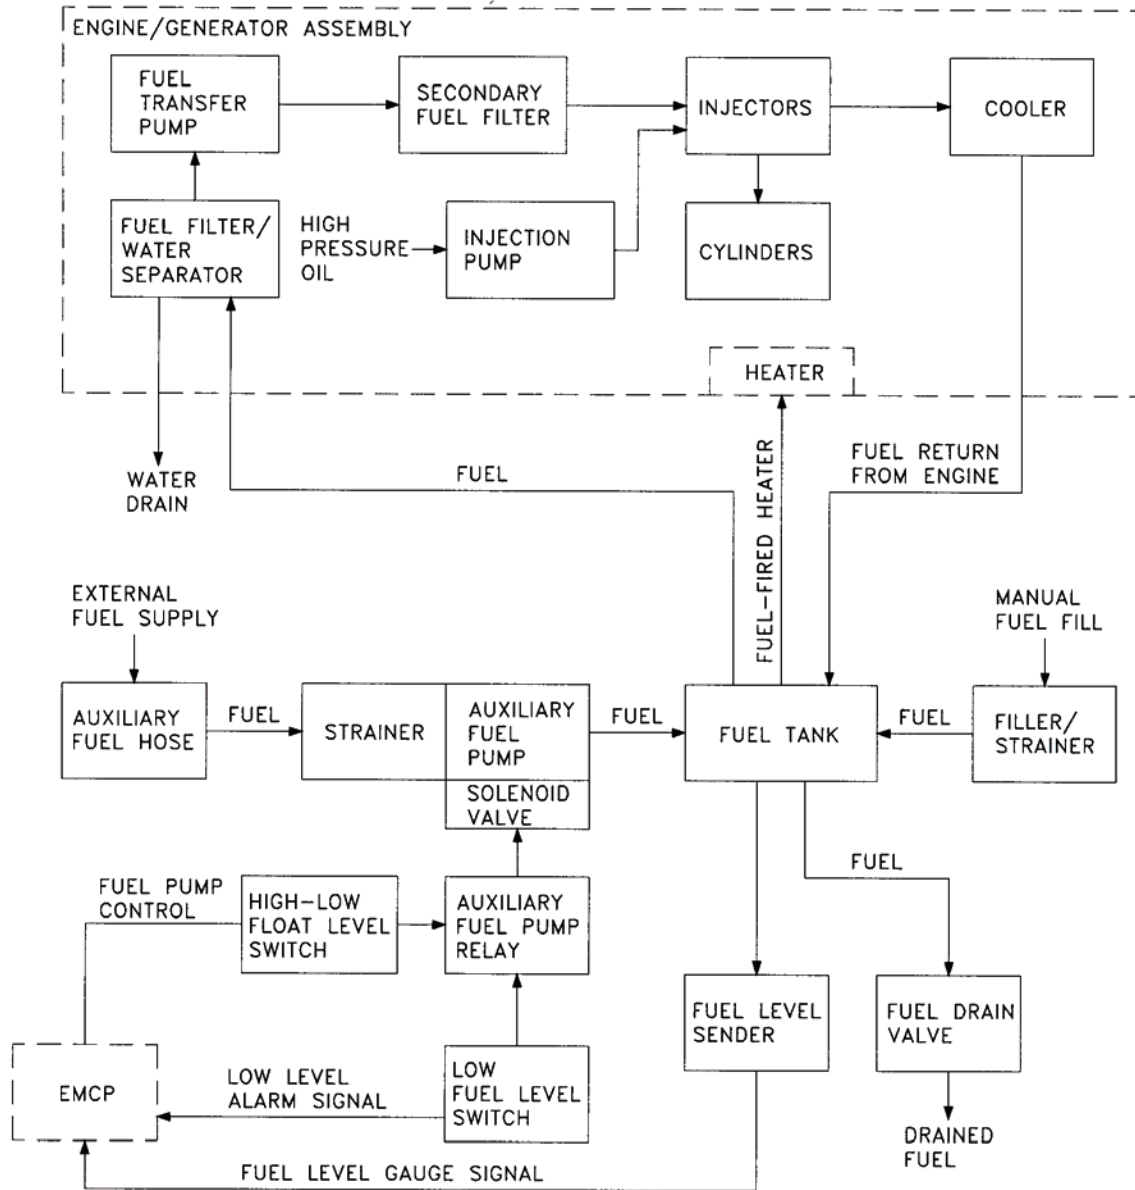 ENGINE/GENERATOR ASSEMBLY
FUEL
TRANSFER
PUMP
SECONDARY
FUEL FILTER
INJECTORS
COOLER
FUEL FILTER/
WATER
SEPARATOR
HIGH
PRESSURE
OIL
INJECTION
PUMP
CYLINDERS
HEATER
WATER
DRAIN
FUEL
FUEL-FIRED HEATER
FUEL RETURN
FROM ENGINE
EXTERNAL
FUEL SUPPLY
MANUAL
FUEL FILL
AUXILIARY
FUEL HOSE
FUEL
STRAINER
AUXILIARY
FUEL
PUMP
SOLENOID
VALVE
FUEL
FUEL TANK
FUEL
FILLER/
STRAINER
FUEL PUMP
CONTROL
HIGH-LOW
FLOAT LEVEL
SWITCH
AUXILIARY
FUEL PUMP
RELAY
FUEL
FUEL LEVEL
SENDER
FUEL DRAIN
VALVE
EMCP
LOW LEVEL
ALARM SIGNAL
LOW
FUEL LEVEL
SWITCH
DRAINED
FUEL
FUEL LEVEL GAUGE SIGNAL